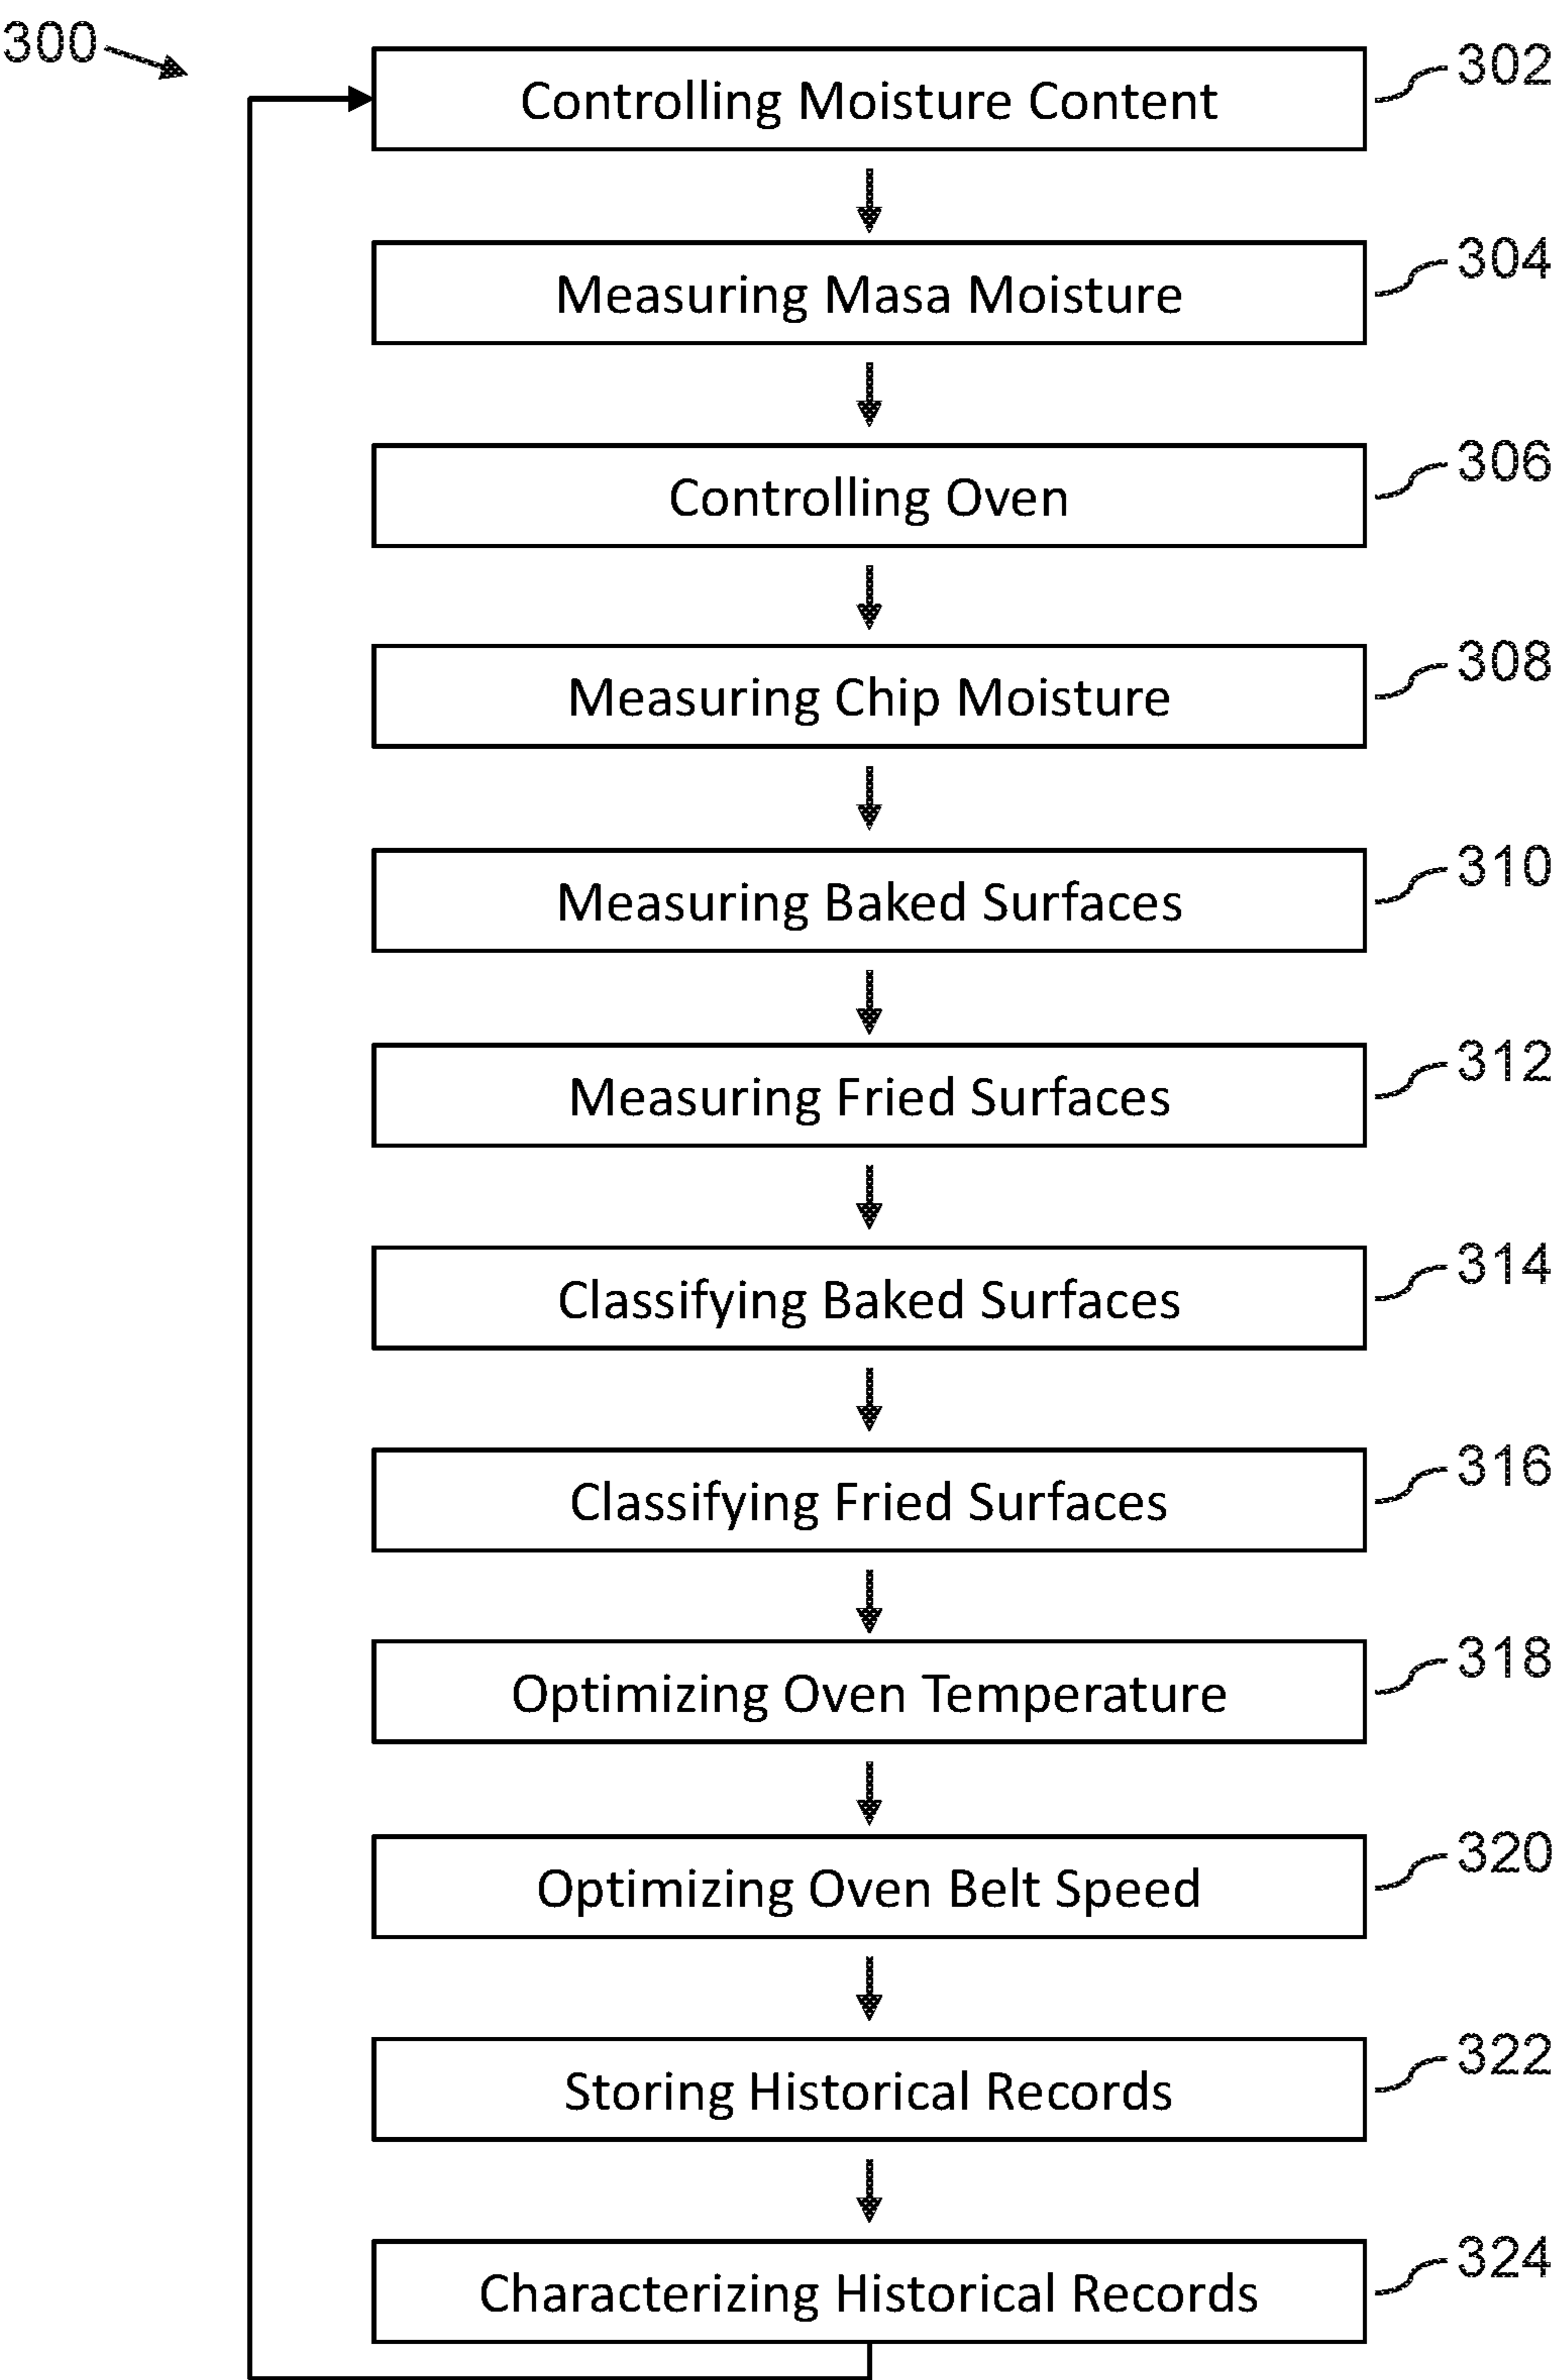 300
Controlling Moisture Content 302
Measuring Masa Moisture 304
Controlling Oven 306
Measuring Chip Moisture 308
Measuring Baked Surfaces 310
Measuring Fried Surfaces 312
Classifying Baked Surfaces 314
Classifying Fried Surfaces 316
Optimizing Oven Temperature 318
Optimizing Oven Belt Speed 320
Storing Historical Records 322
Characterizing Historical Records 324